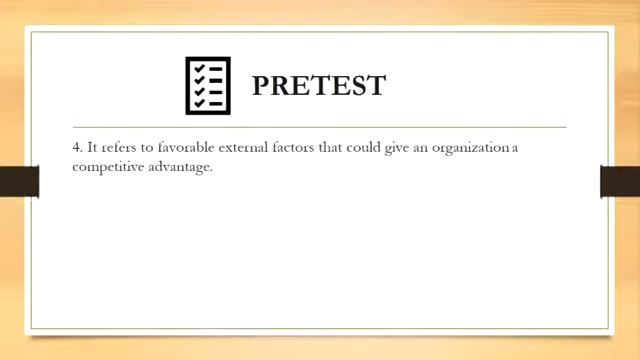 PRETEST
4. It refers to favorable external factors that could give an organization a
competitive advantage.